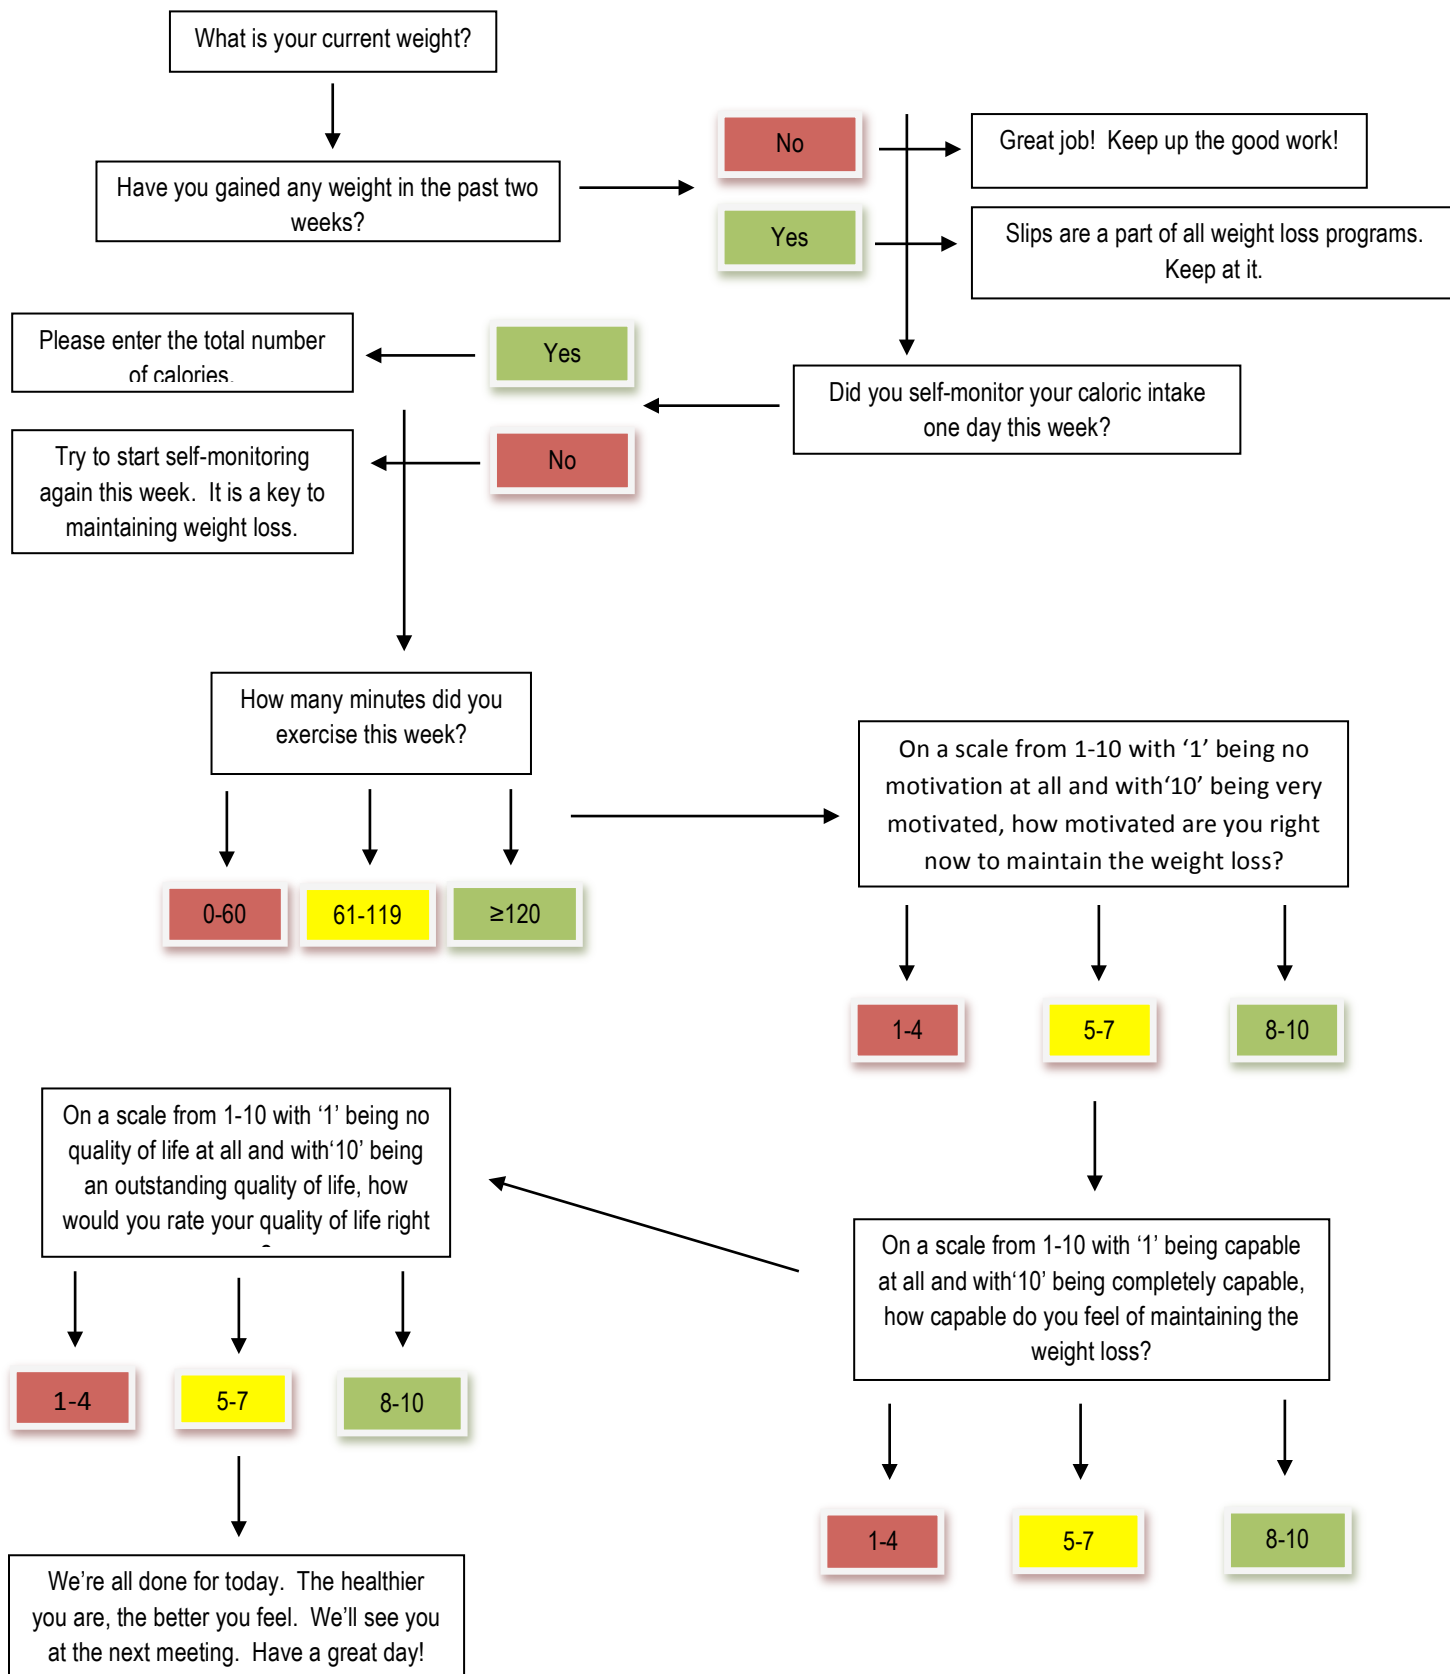 What is your current weight?
Have you gained any weight in the past two
weeks?
No
Great job!  Keep up the good work!
Yes
Slips are a part of all weight loss programs.
Keep at it.
Did you self-monitor your caloric intake
one day this week?
Yes
Please enter the total number
of calories.
No
Try to start self-monitoring
again this week.  It is a key to
maintaining weight loss.
How many minutes did you
exercise this week?
0-60
61-119
≥120
On a scale from 1-10 with ‘1’ being no
motivation at all and with‘10’ being very
motivated, how motivated are you right
now to maintain the weight loss?
1-4
5-7
8-10
On a scale from 1-10 with ‘1’ being capable
at all and with‘10’ being completely capable,
how capable do you feel of maintaining the
weight loss?
1-4
5-7
8-10
On a scale from 1-10 with ‘1’ being no
quality of life at all and with‘10’ being
an outstanding quality of life, how
would you rate your quality of life right
1-4
5-7
8-10
We’re all done for today.  The healthier
you are, the better you feel.  We’ll see you
at the next meeting.  Have a great day!